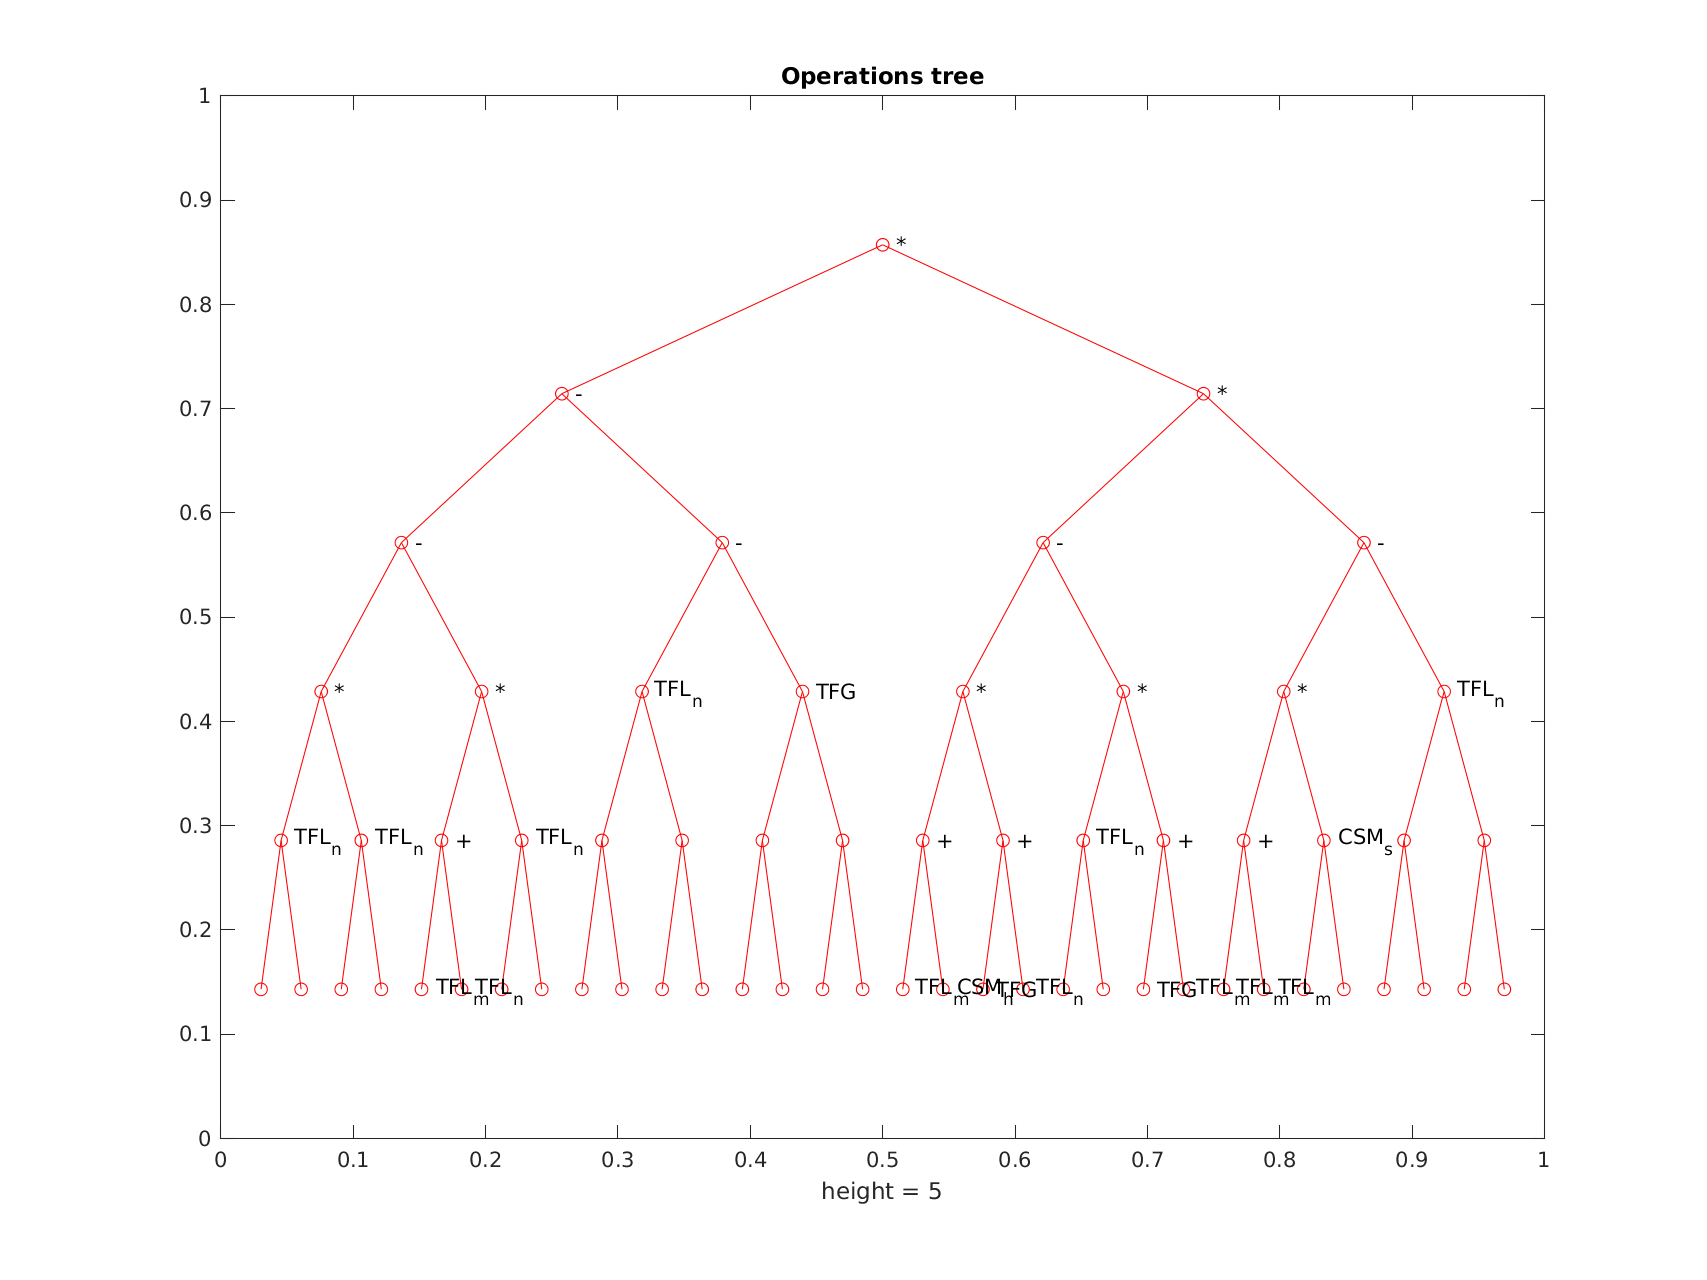 Operations tree
1
0.9
*
0.8
- *
0.7
0.6
- - - -
0.5
* * TFL_n TFG * * * TFL_n
0.4
TFL_n TFL_n + TFL_n + + TFL_n + + CSM_s
0.3
0.2
TFL_m TFL_n TFL_m CSM_n TFG TFL_n TFG TFL_m TFL_m TFL_m
0.1
0
0 0.1 0.2 0.3 0.4 0.5 0.6 0.7 0.8 0.9 1
height = 5